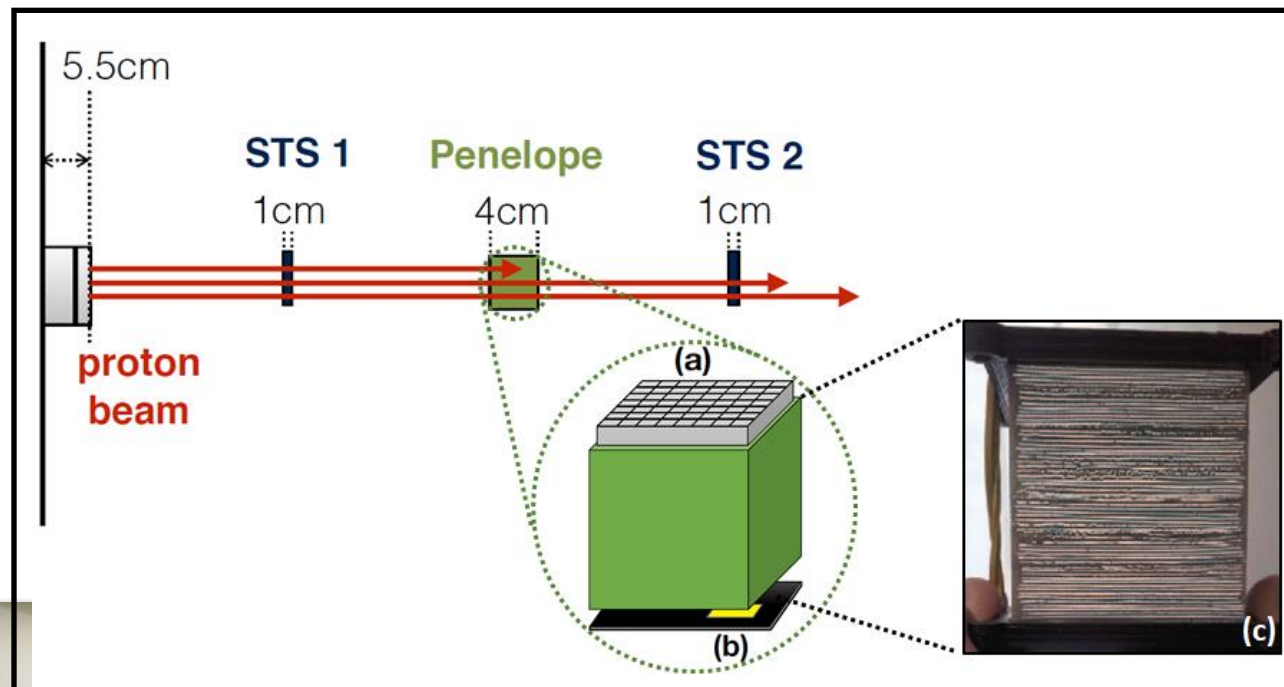 5.5cm
STS 1
Penelope
STS 2
1cm
4cm
1cm
proton
beam
(a)
(b)
(c)